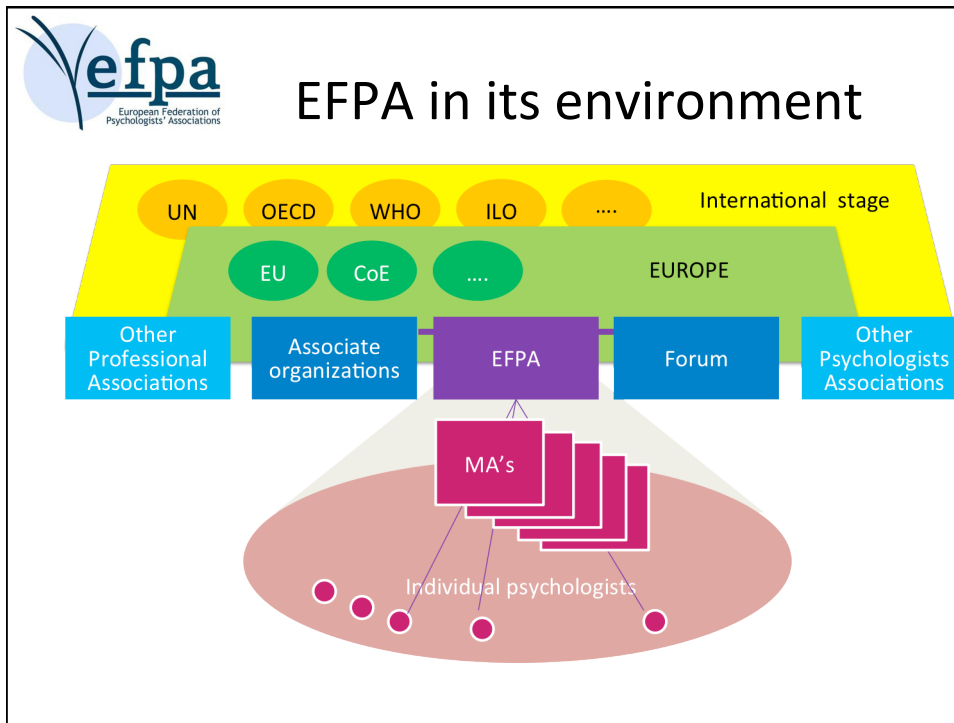 efpa
European Federation of
Psychologists' Associations
EFPA in its environment
UN
OECD
WHO
ILO
....
International stage
EU
CoE
....
EUROPE
Other
Professional
Associations
Associate
organizations
EFPA
Forum
Other
Psychologists
Associations
MA's
Individual psychologists